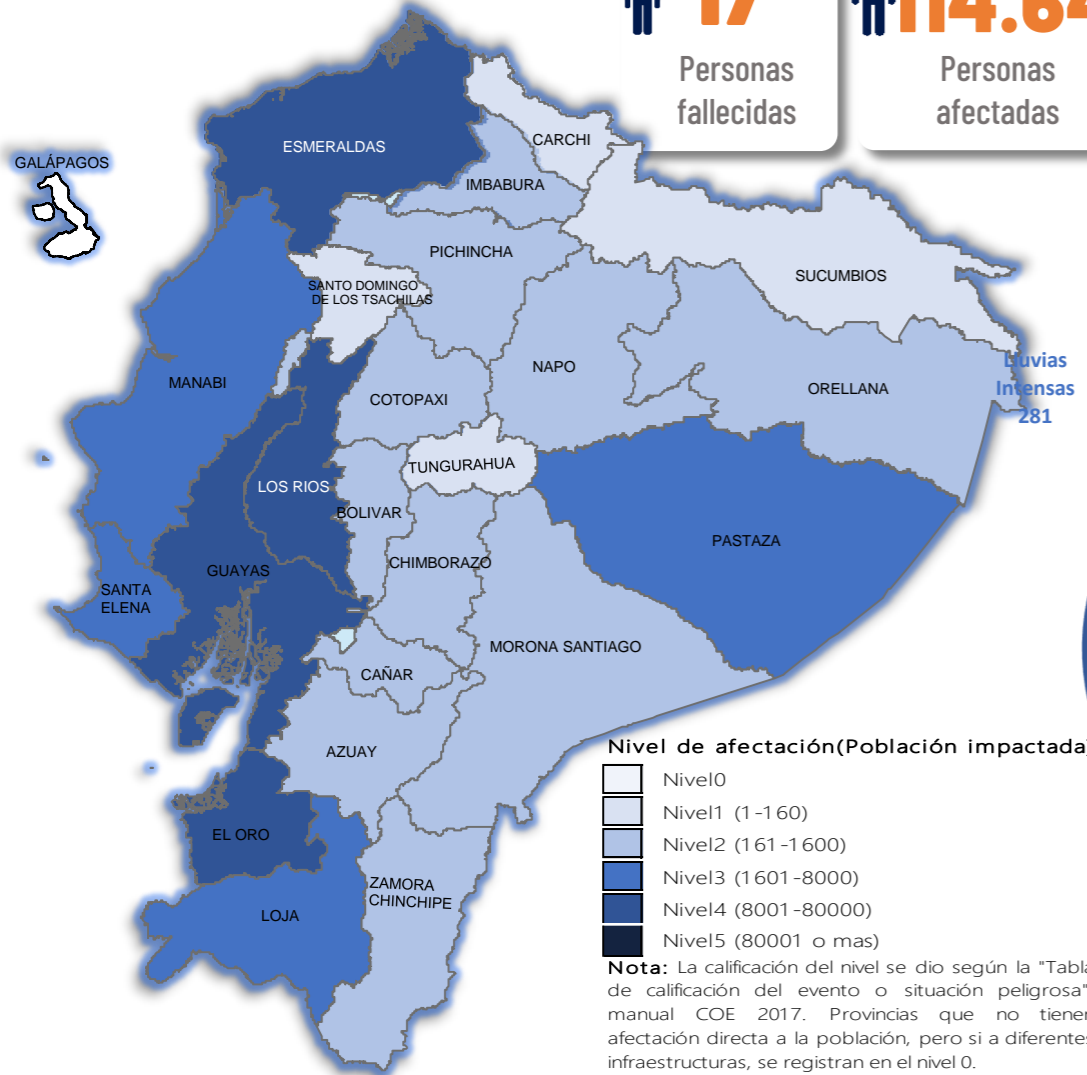 17
114.64
Personas
fallecidas
Personas
afectadas
ESMERALDAS
CARCHI
GALÁPAGOS
IMBABURA
PICHINCHA
SUCUMBIOS
SANTO DOMINGO
DE LOS TSACHILAS
NAPO
Lluvias
Intensas
281
MANABI
ORELLANA
COTOPAXI
TUNGURAHUA
LOS RIOS
BOLIVAR
PASTAZA
CHIMBORAZO
GUAYAS
SANTA
ELENA
MORONA SANTIAGO
CAÑAR
AZUAY
EL ORO
ZAMORA
CHINCHIPE
LOJA
Nivel de afectación(Población impactada)
Nivel0
Nivel1 (1-160)
Nivel2 (161-1600)
Nivel3 (1601-8000)
Nivel4 (8001-80000)
Nivel5 (80001 o mas)
Nota: La calificación del nivel se dio según la "Tabla
de calificación del evento o situación peligrosa"
manual COE 2017. Provincias que no tienen
afectación directa a la población, pero si a diferentes
infraestructuras, se registran en el nivel 0.